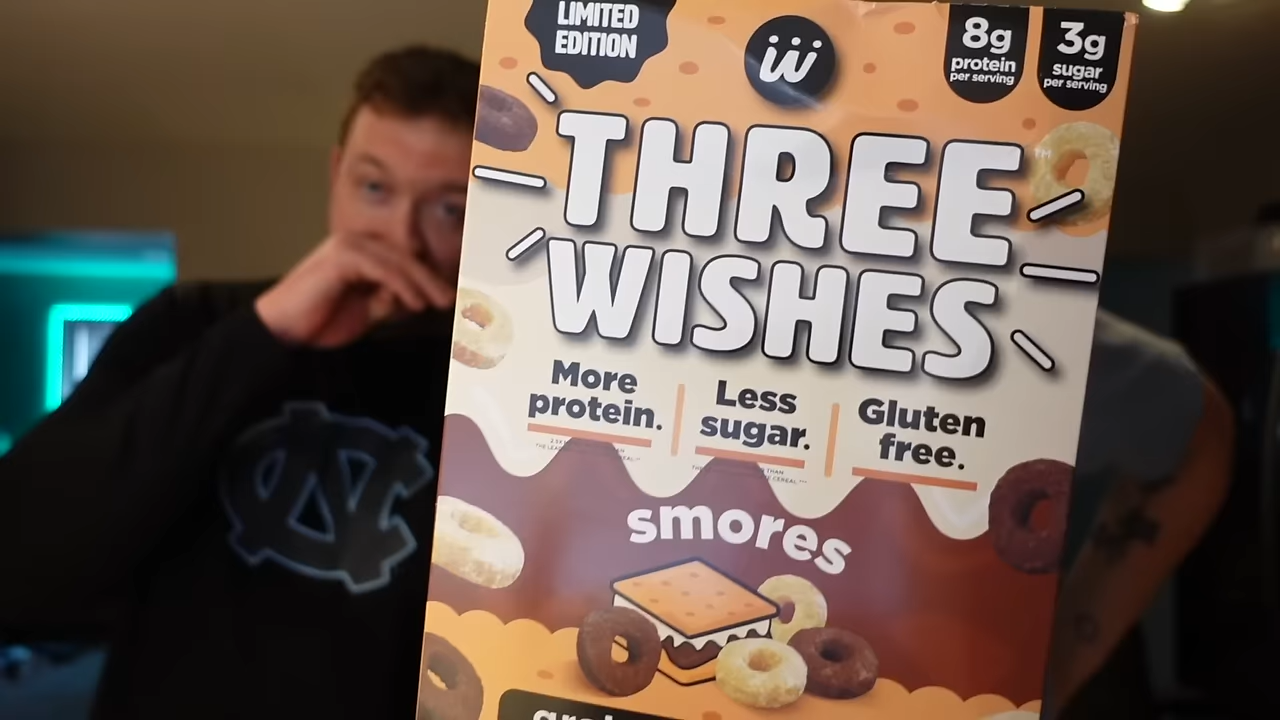 LIMITED
EDITION
8g
protein
per serving
3g
sugar
per serving
THREE
WISHES
More
protein.
Less
sugar.
Gluten
free.
smores